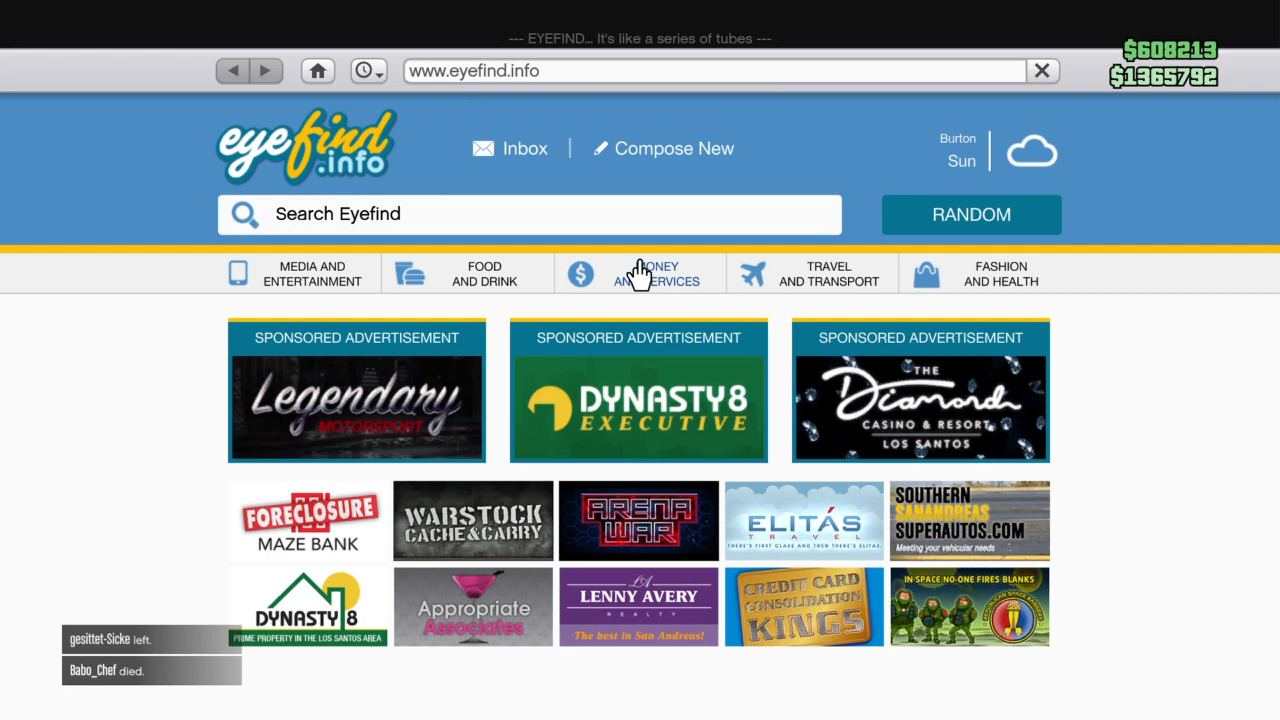 --- EYEFIND... It's like a series of tubes ---
$608213
$1365792
www.eyefind.info
eyefind
.info
Inbox
Compose New
Burton
Sun
Search Eyefind
RANDOM
MEDIA AND
ENTERTAINMENT
FOOD
AND DRINK
MONEY
AND SERVICES
TRAVEL
AND TRANSPORT
FASHION
AND HEALTH
SPONSORED ADVERTISEMENT
Legendary
MOTORSPORT
SPONSORED ADVERTISEMENT
DYNASTY8
EXECUTIVE
SPONSORED ADVERTISEMENT
THE
Diamond
CASINO & RESORT
LOS SANTOS
FORECLOSURE
MAZE BANK
WARSTOCK
CACHE&CARRY
ARENA
WAR
ELITÁS
TRAVEL
THERE'S FIRST CLASS AND THEN THERE'S ELITAS.
SOUTHERN
SANANDREAS
SUPERAUTOS.COM
Meeting your vehicular needs
DYNASTY 8
PRIME PROPERTY IN THE LOS SANTOS AREA
Appropriate
Associates
LA
LENNY AVERY
REALTY
The best in San Andreas!
CREDIT CARD
CONSOLIDATION
KINGS
IN SPACE NO-ONE FIRES BLANKS
gesittet-Sicke left.
Babo_Chef died.